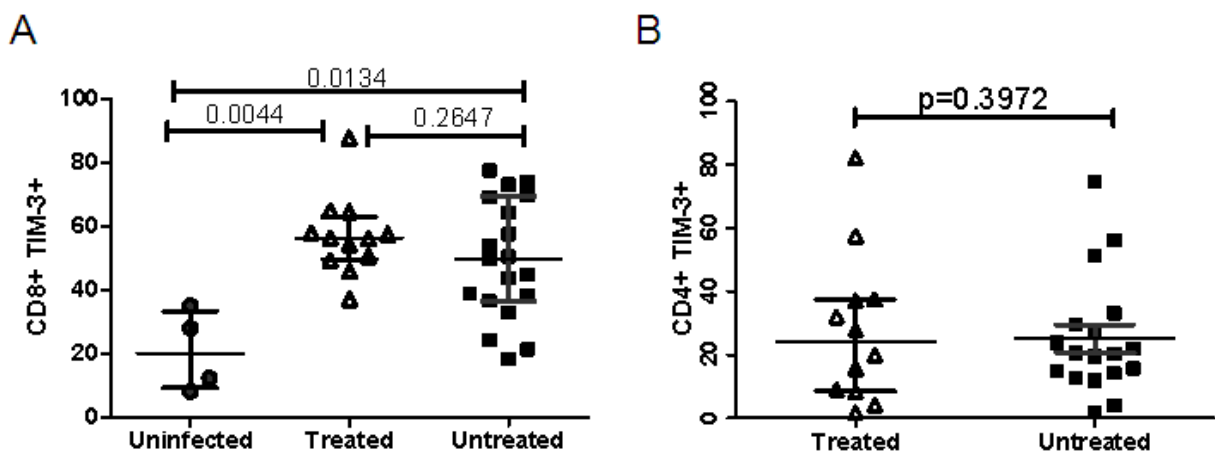 A
0.0134
0.0044
0.2647
100
80
60
40
20
0
CD8+ TIM-3+
Uninfected Treated Untreated
B
p=0.3972
100
80
60
40
20
0
CD4+ TIM-3+
Treated Untreated